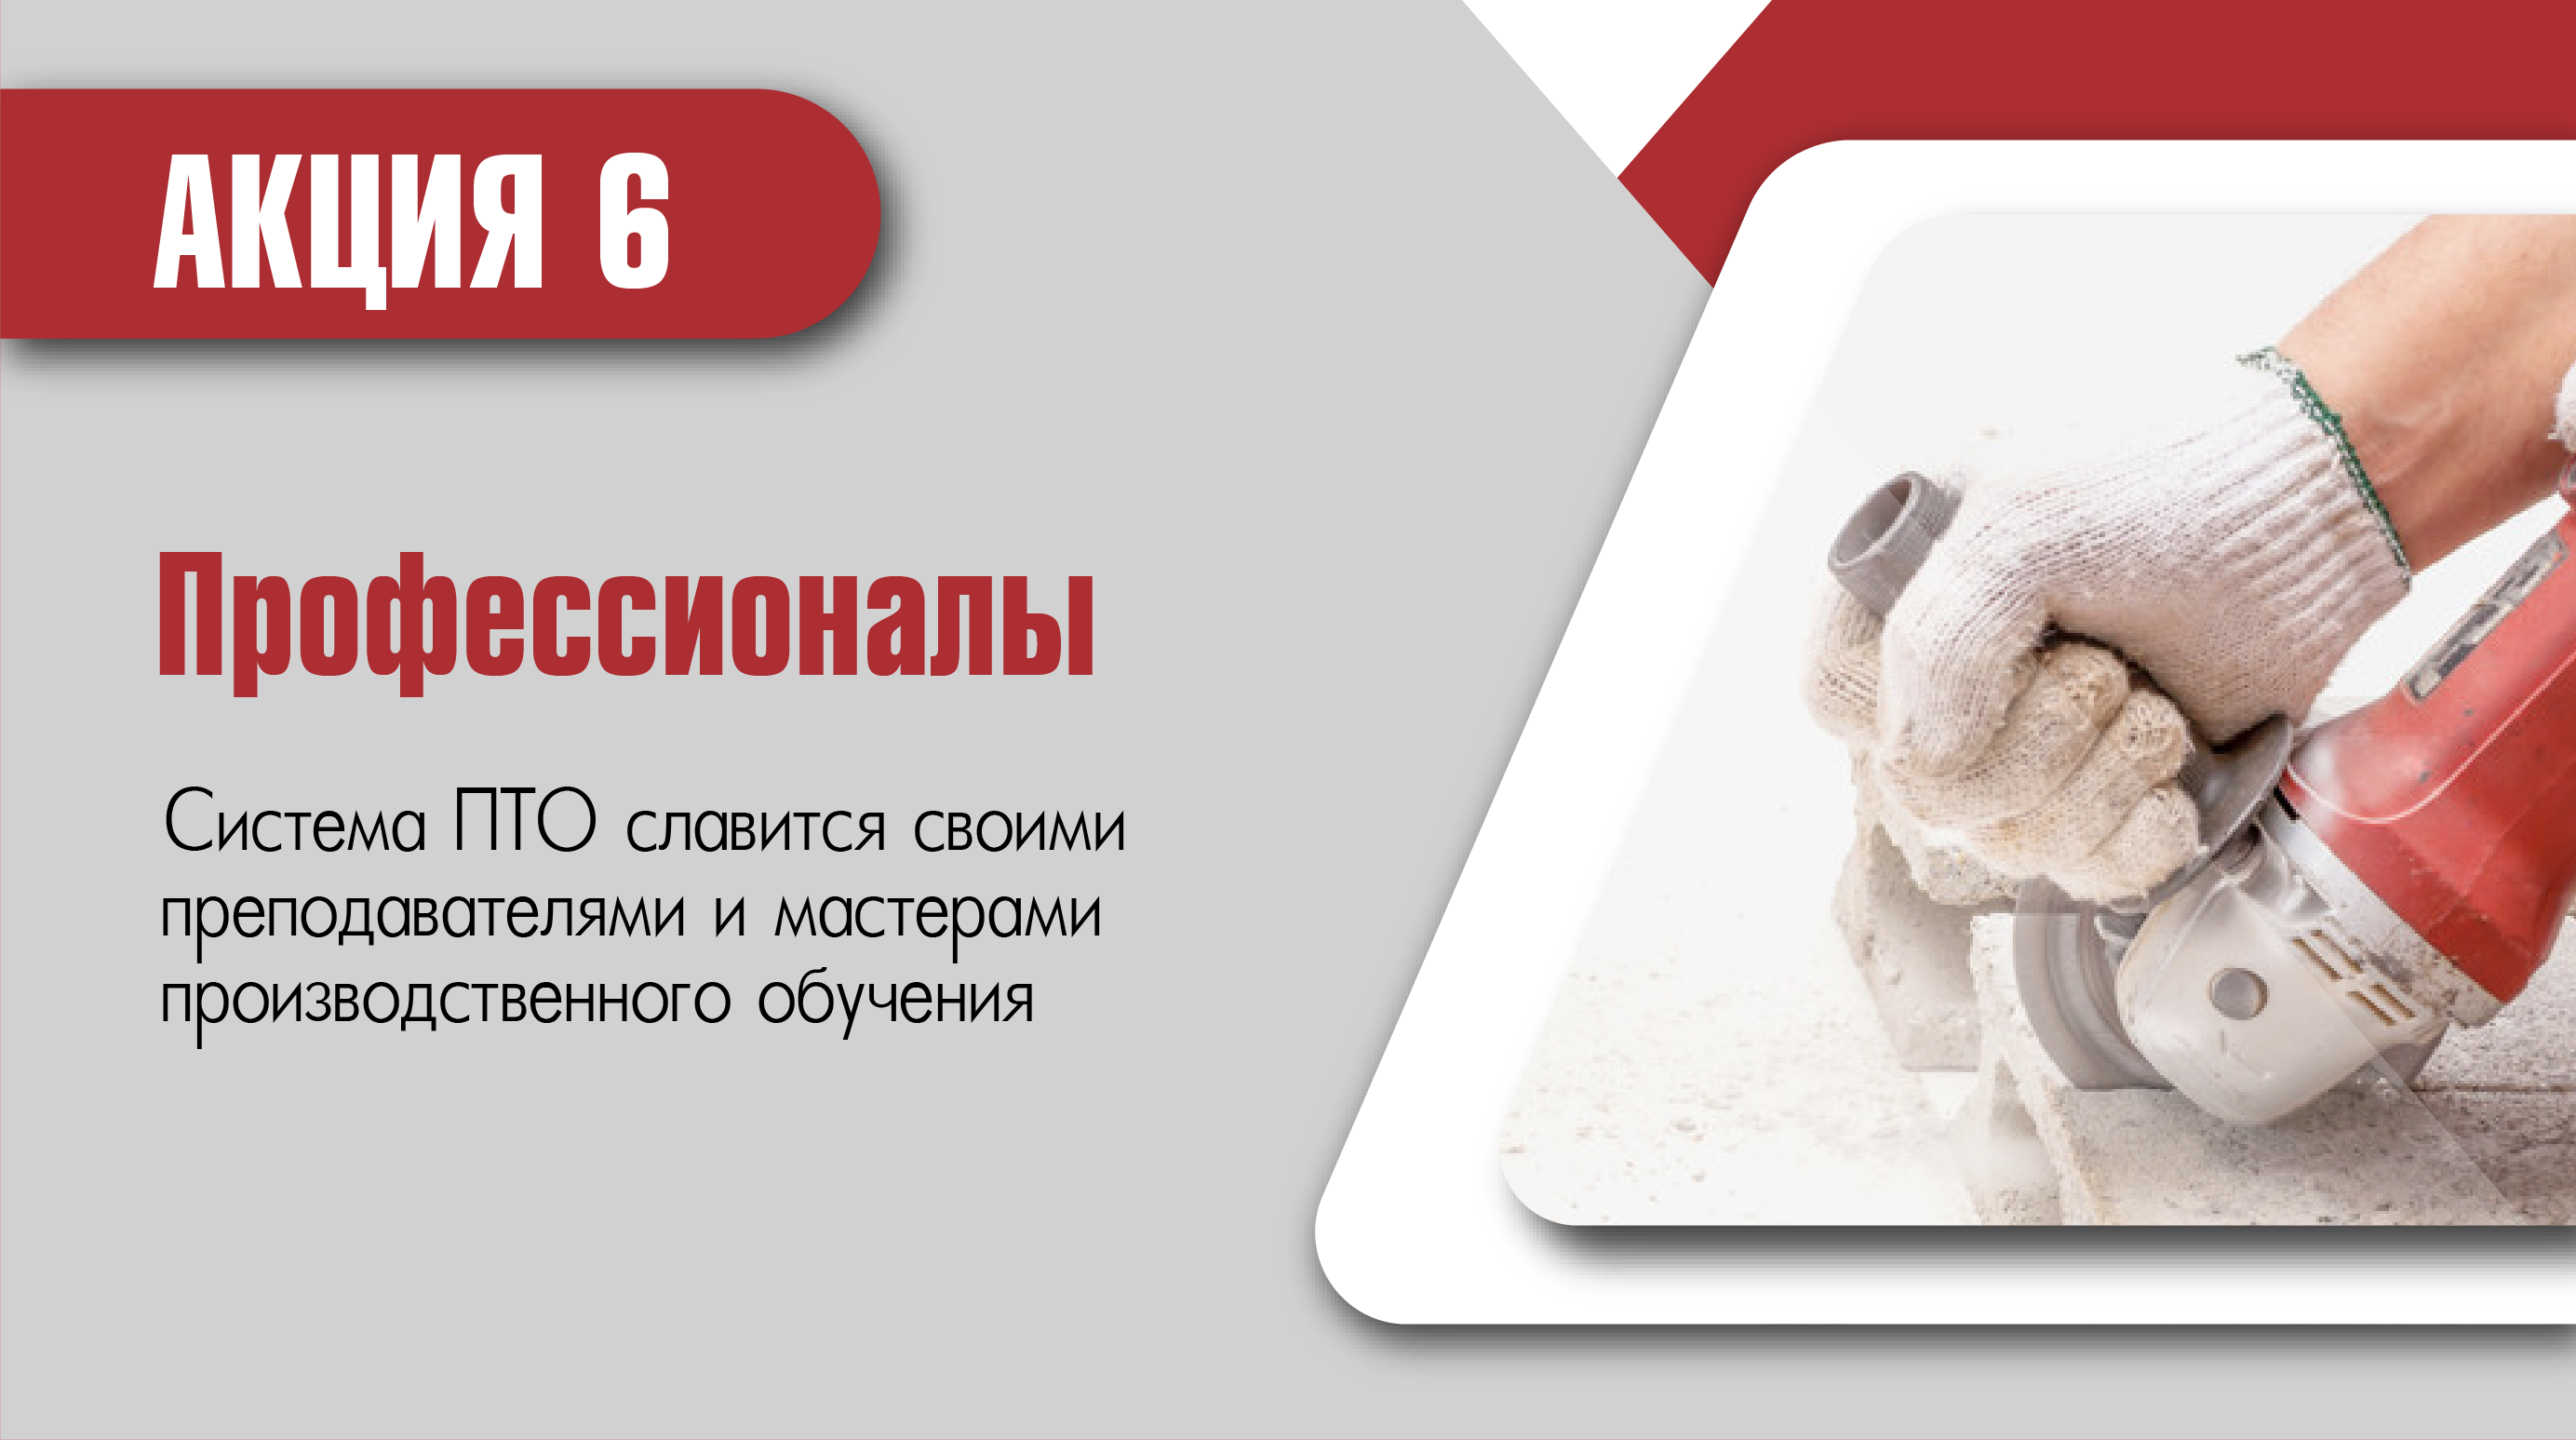 АКЦИЯ 6
Профессионалы
Система ПТО славится своими
преподавателями и мастерами
производственного обучения